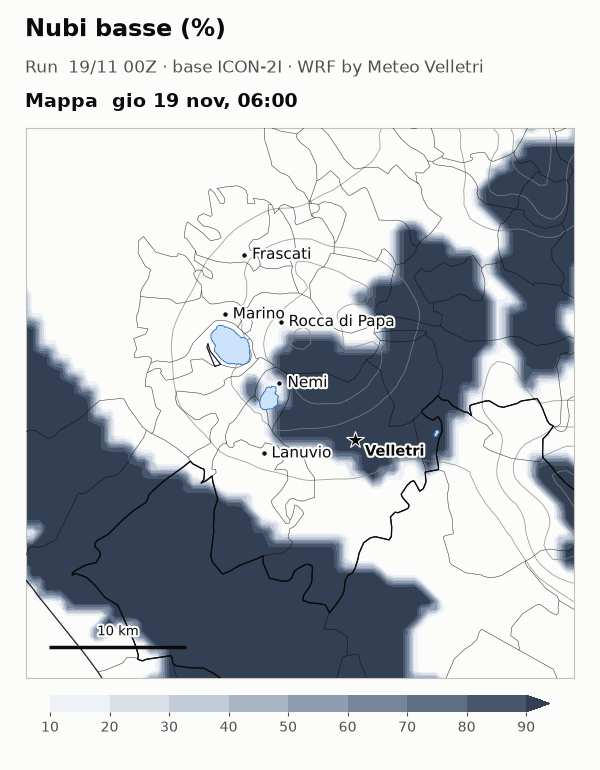 Nubi basse (%)
Run  19/11 00Z · base ICON-2I · WRF by Meteo Velletri
Mappa  gio 19 nov, 06:00
Frascati
Marino
Rocca di Papa
Nemi
Velletri
Lanuvio
10 km
10 20 30 40 50 60 70 80 90